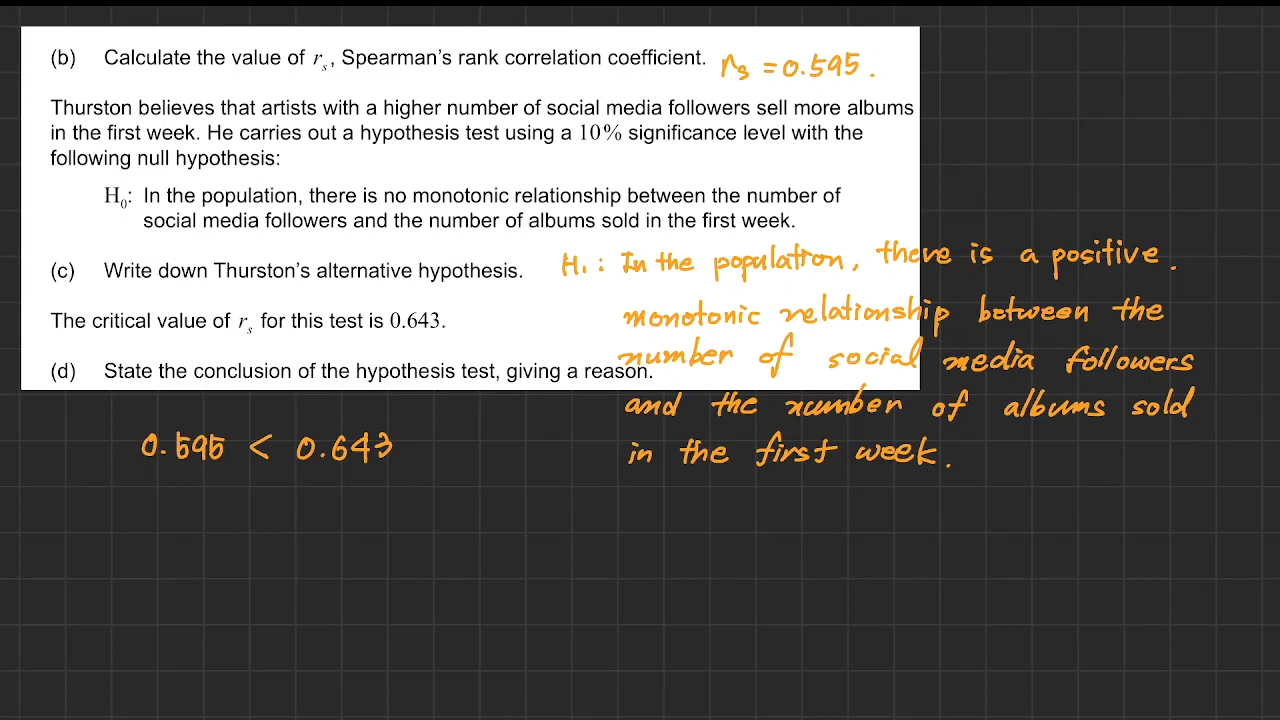 (b) Calculate the value of r_s, Spearman's rank correlation coefficient. r_s = 0.595.
Thurston believes that artists with a higher number of social media followers sell more albums
in the first week. He carries out a hypothesis test using a 10% significance level with the
following null hypothesis:
H₀: In the population, there is no monotonic relationship between the number of
social media followers and the number of albums sold in the first week.
(c) Write down Thurston's alternative hypothesis.
H₁: In the population, there is a positive.
monotonic relationship between the
number of social media followers
and the number of albums sold
in the first week.
The critical value of r_s for this test is 0.643.
(d) State the conclusion of the hypothesis test, giving a reason.
0.595 < 0.643